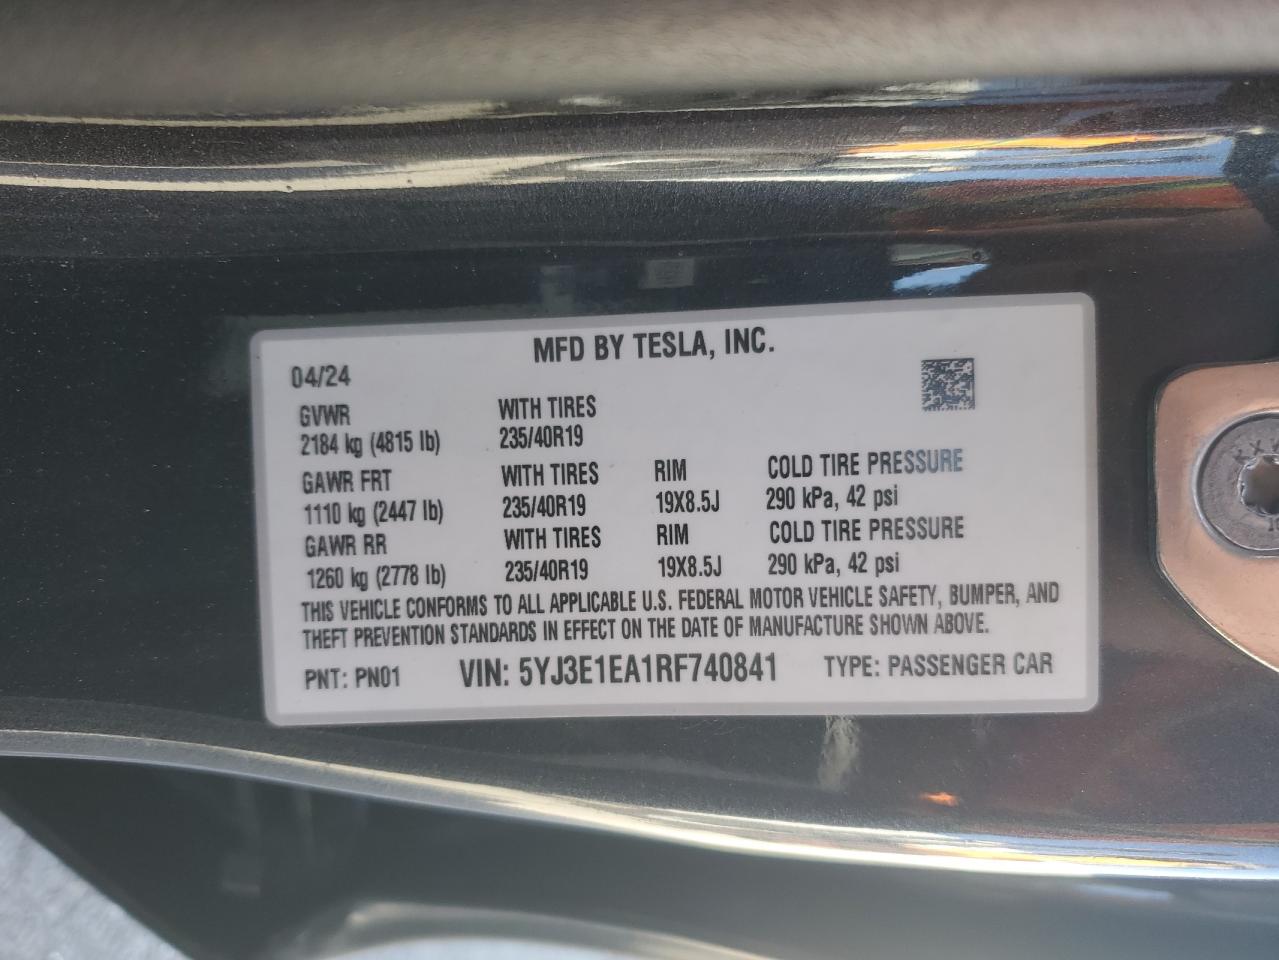 MFD BY TESLA, INC.
04/24
GVWR WITH TIRES
2184 kg (4815 lb) 235/40R19
GAWR FRT WITH TIRES RIM COLD TIRE PRESSURE
1110 kg (2447 lb) 235/40R19 19X8.5J 290 kPa, 42 psi
GAWR RR WITH TIRES RIM COLD TIRE PRESSURE
1260 kg (2778 lb) 235/40R19 19X8.5J 290 kPa, 42 psi
THIS VEHICLE CONFORMS TO ALL APPLICABLE U.S. FEDERAL MOTOR VEHICLE SAFETY, BUMPER, AND
THEFT PREVENTION STANDARDS IN EFFECT ON THE DATE OF MANUFACTURE SHOWN ABOVE.
PNT: PN01 VIN: 5YJ3E1EA1RF740841 TYPE: PASSENGER CAR